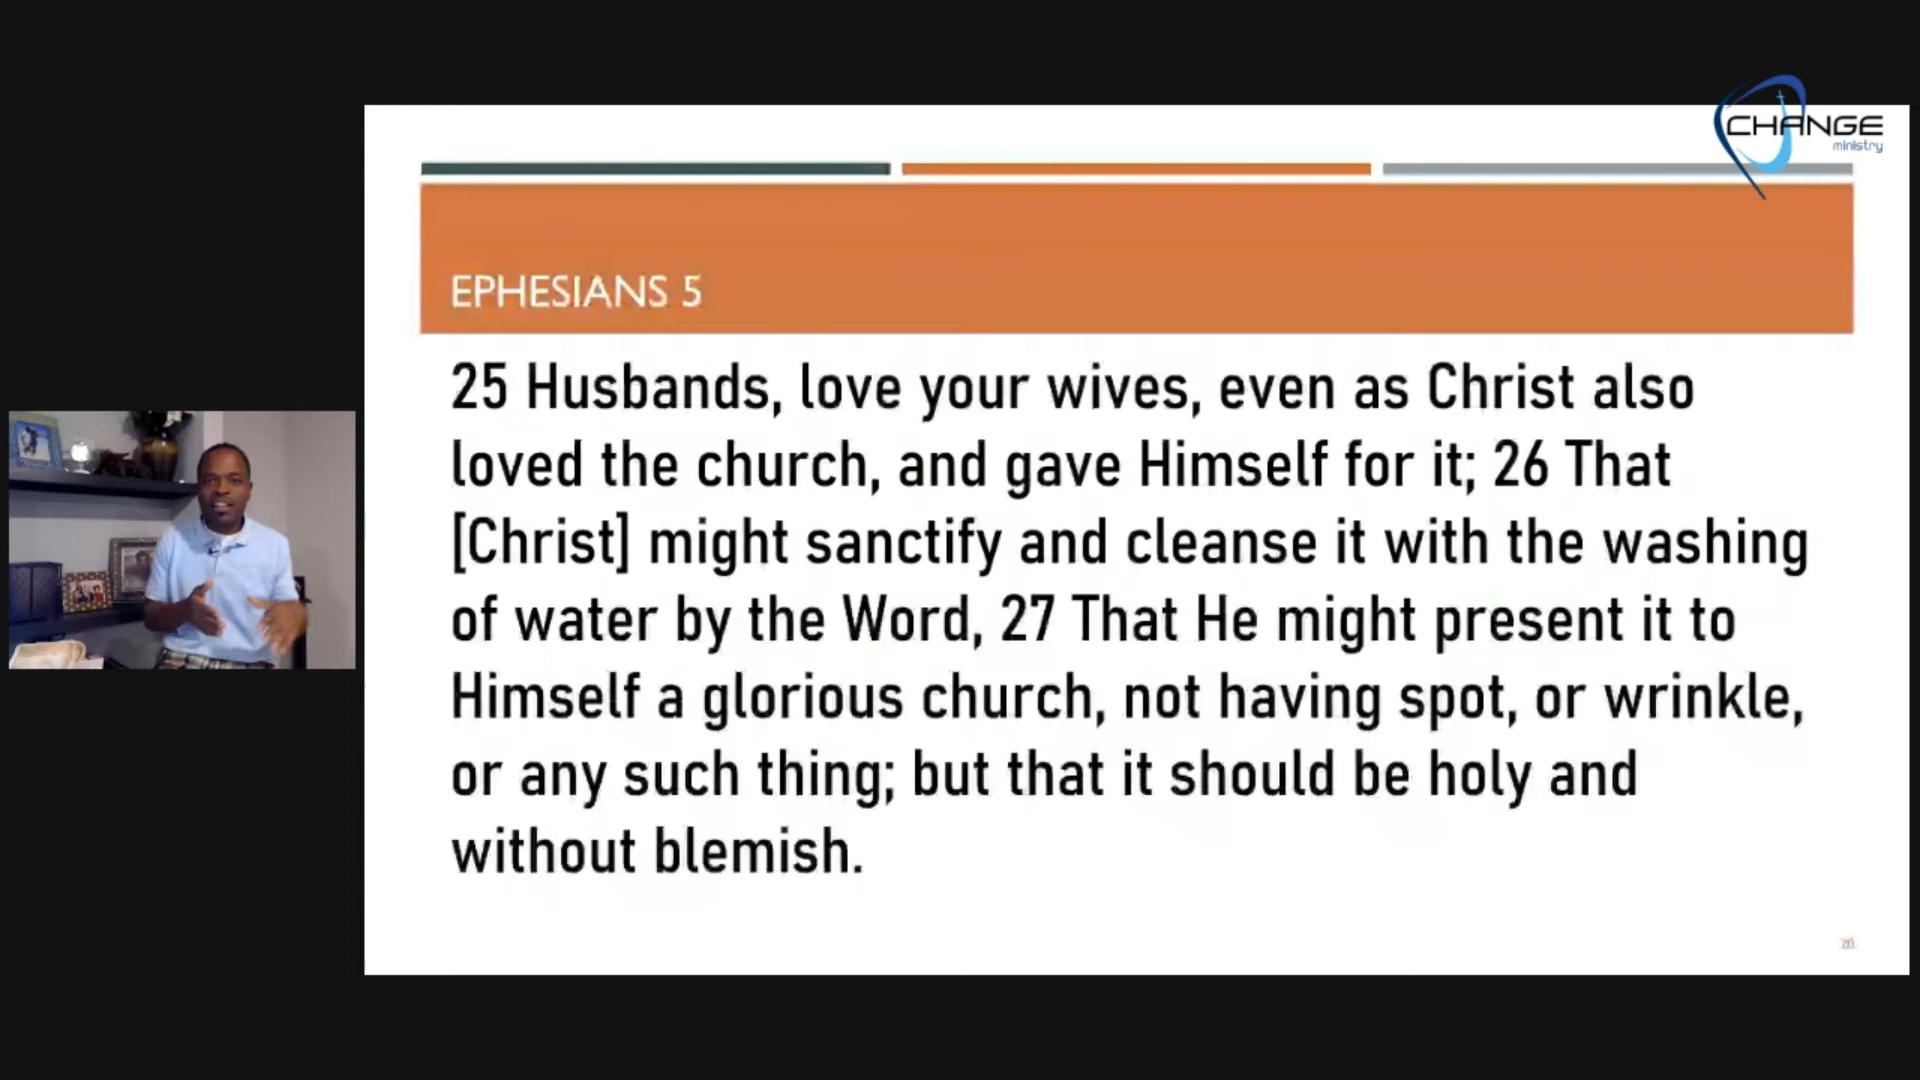 CHANGE
ministry
EPHESIANS 5
25 Husbands, love your wives, even as Christ also
loved the church, and gave Himself for it; 26 That
[Christ] might sanctify and cleanse it with the washing
of water by the Word, 27 That He might present it to
Himself a glorious church, not having spot, or wrinkle,
or any such thing; but that it should be holy and
without blemish.